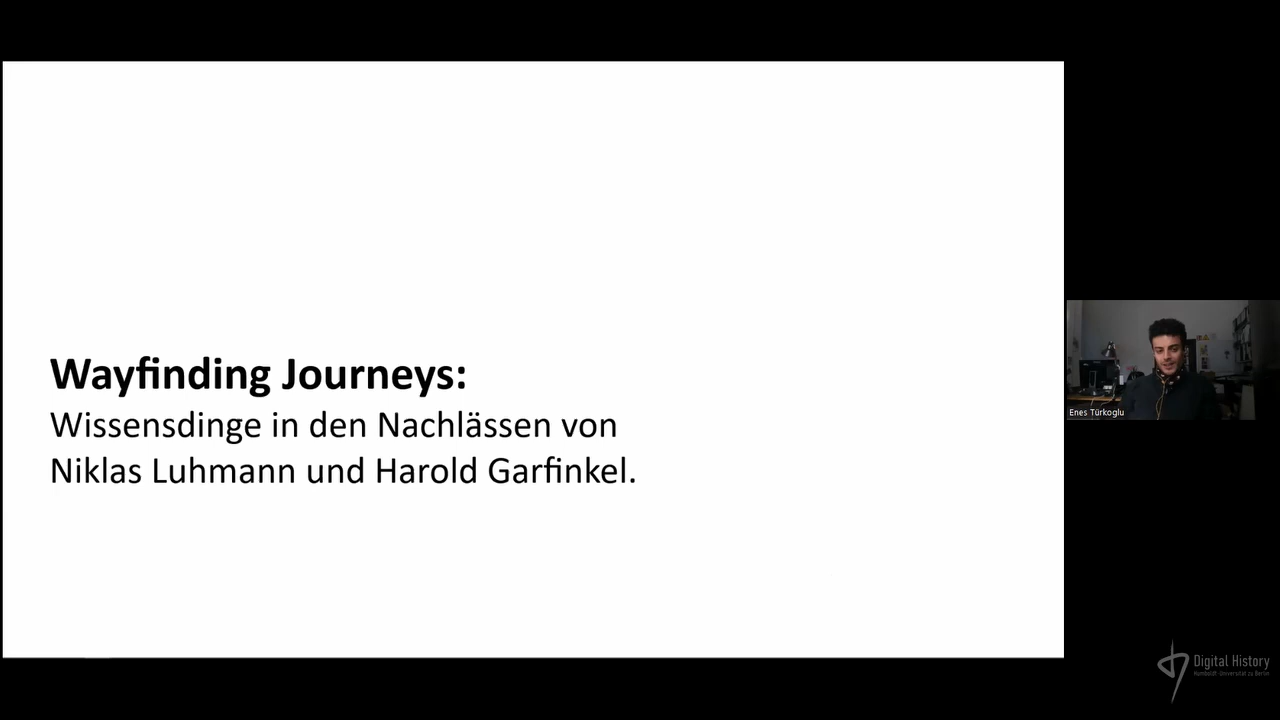 Wayfinding Journeys:
Wissensdinge in den Nachlässen von
Niklas Luhmann und Harold Garfinkel.
Enes Türkoglu
Digital History
Humboldt-Universität zu Berlin